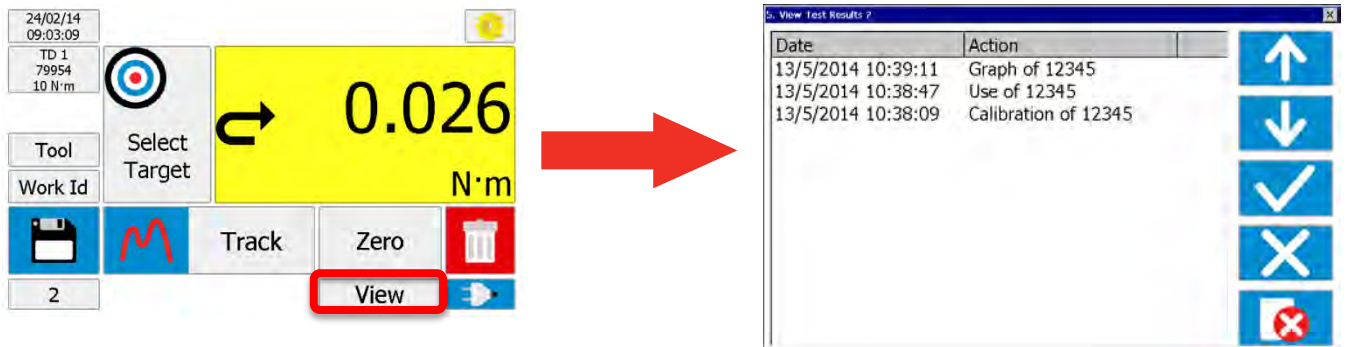 24/02/14
09:03:09
TD 1
79954
10 N·m
Tool
Work Id
Select
Target
0.026
N·m
Track
Zero
2
View
5. View Test Results ?
Date Action
13/5/2014 10:39:11 Graph of 12345
13/5/2014 10:38:47 Use of 12345
13/5/2014 10:38:09 Calibration of 12345